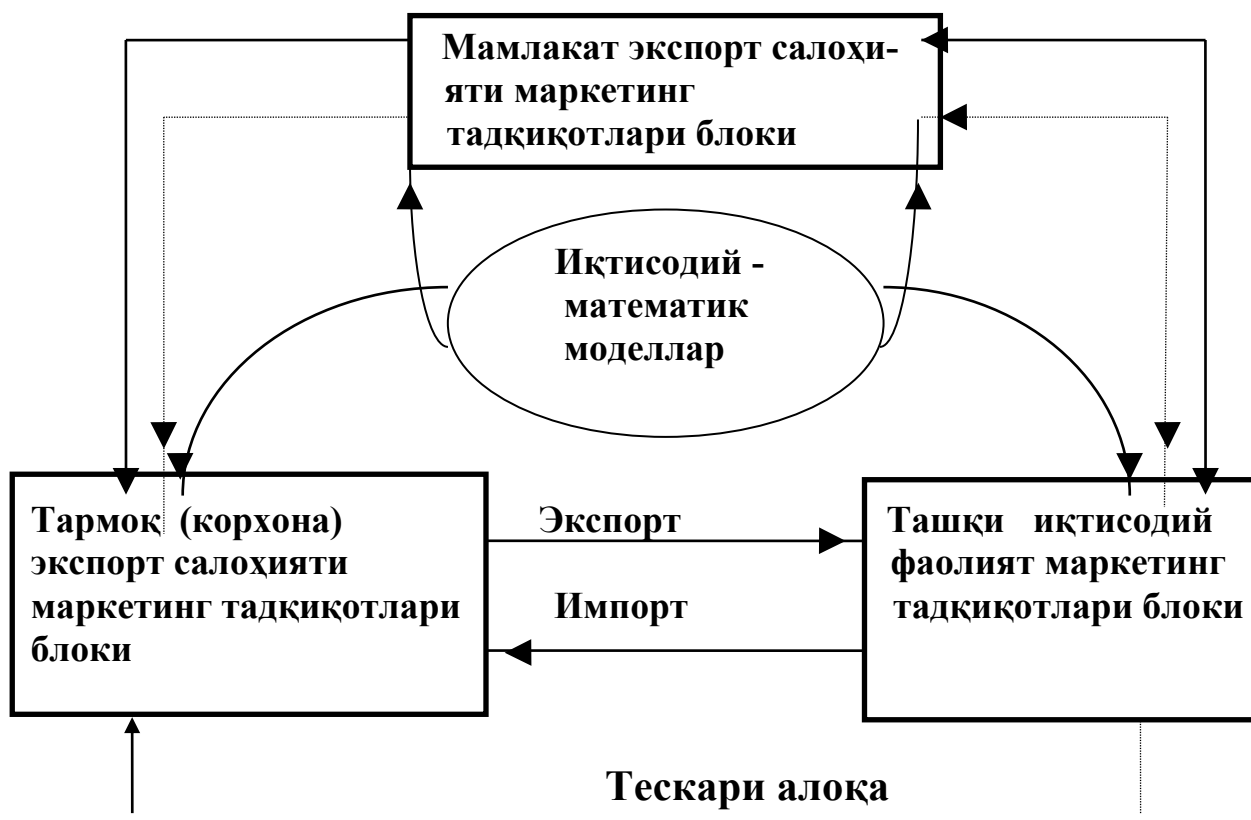 Мамлакат экспорт салоҳи-
яти маркетинг
тадқиқотлари блоки
Иқтисодий -
математик
моделлар
Тармоқ (корхона)
экспорт салоҳияти
маркетинг тадқиқотлари
блоки
Экспорт
Импорт
Ташқи иқтисодий
фаолият маркетинг
тадқиқотлари блоки
Тескари алоқа